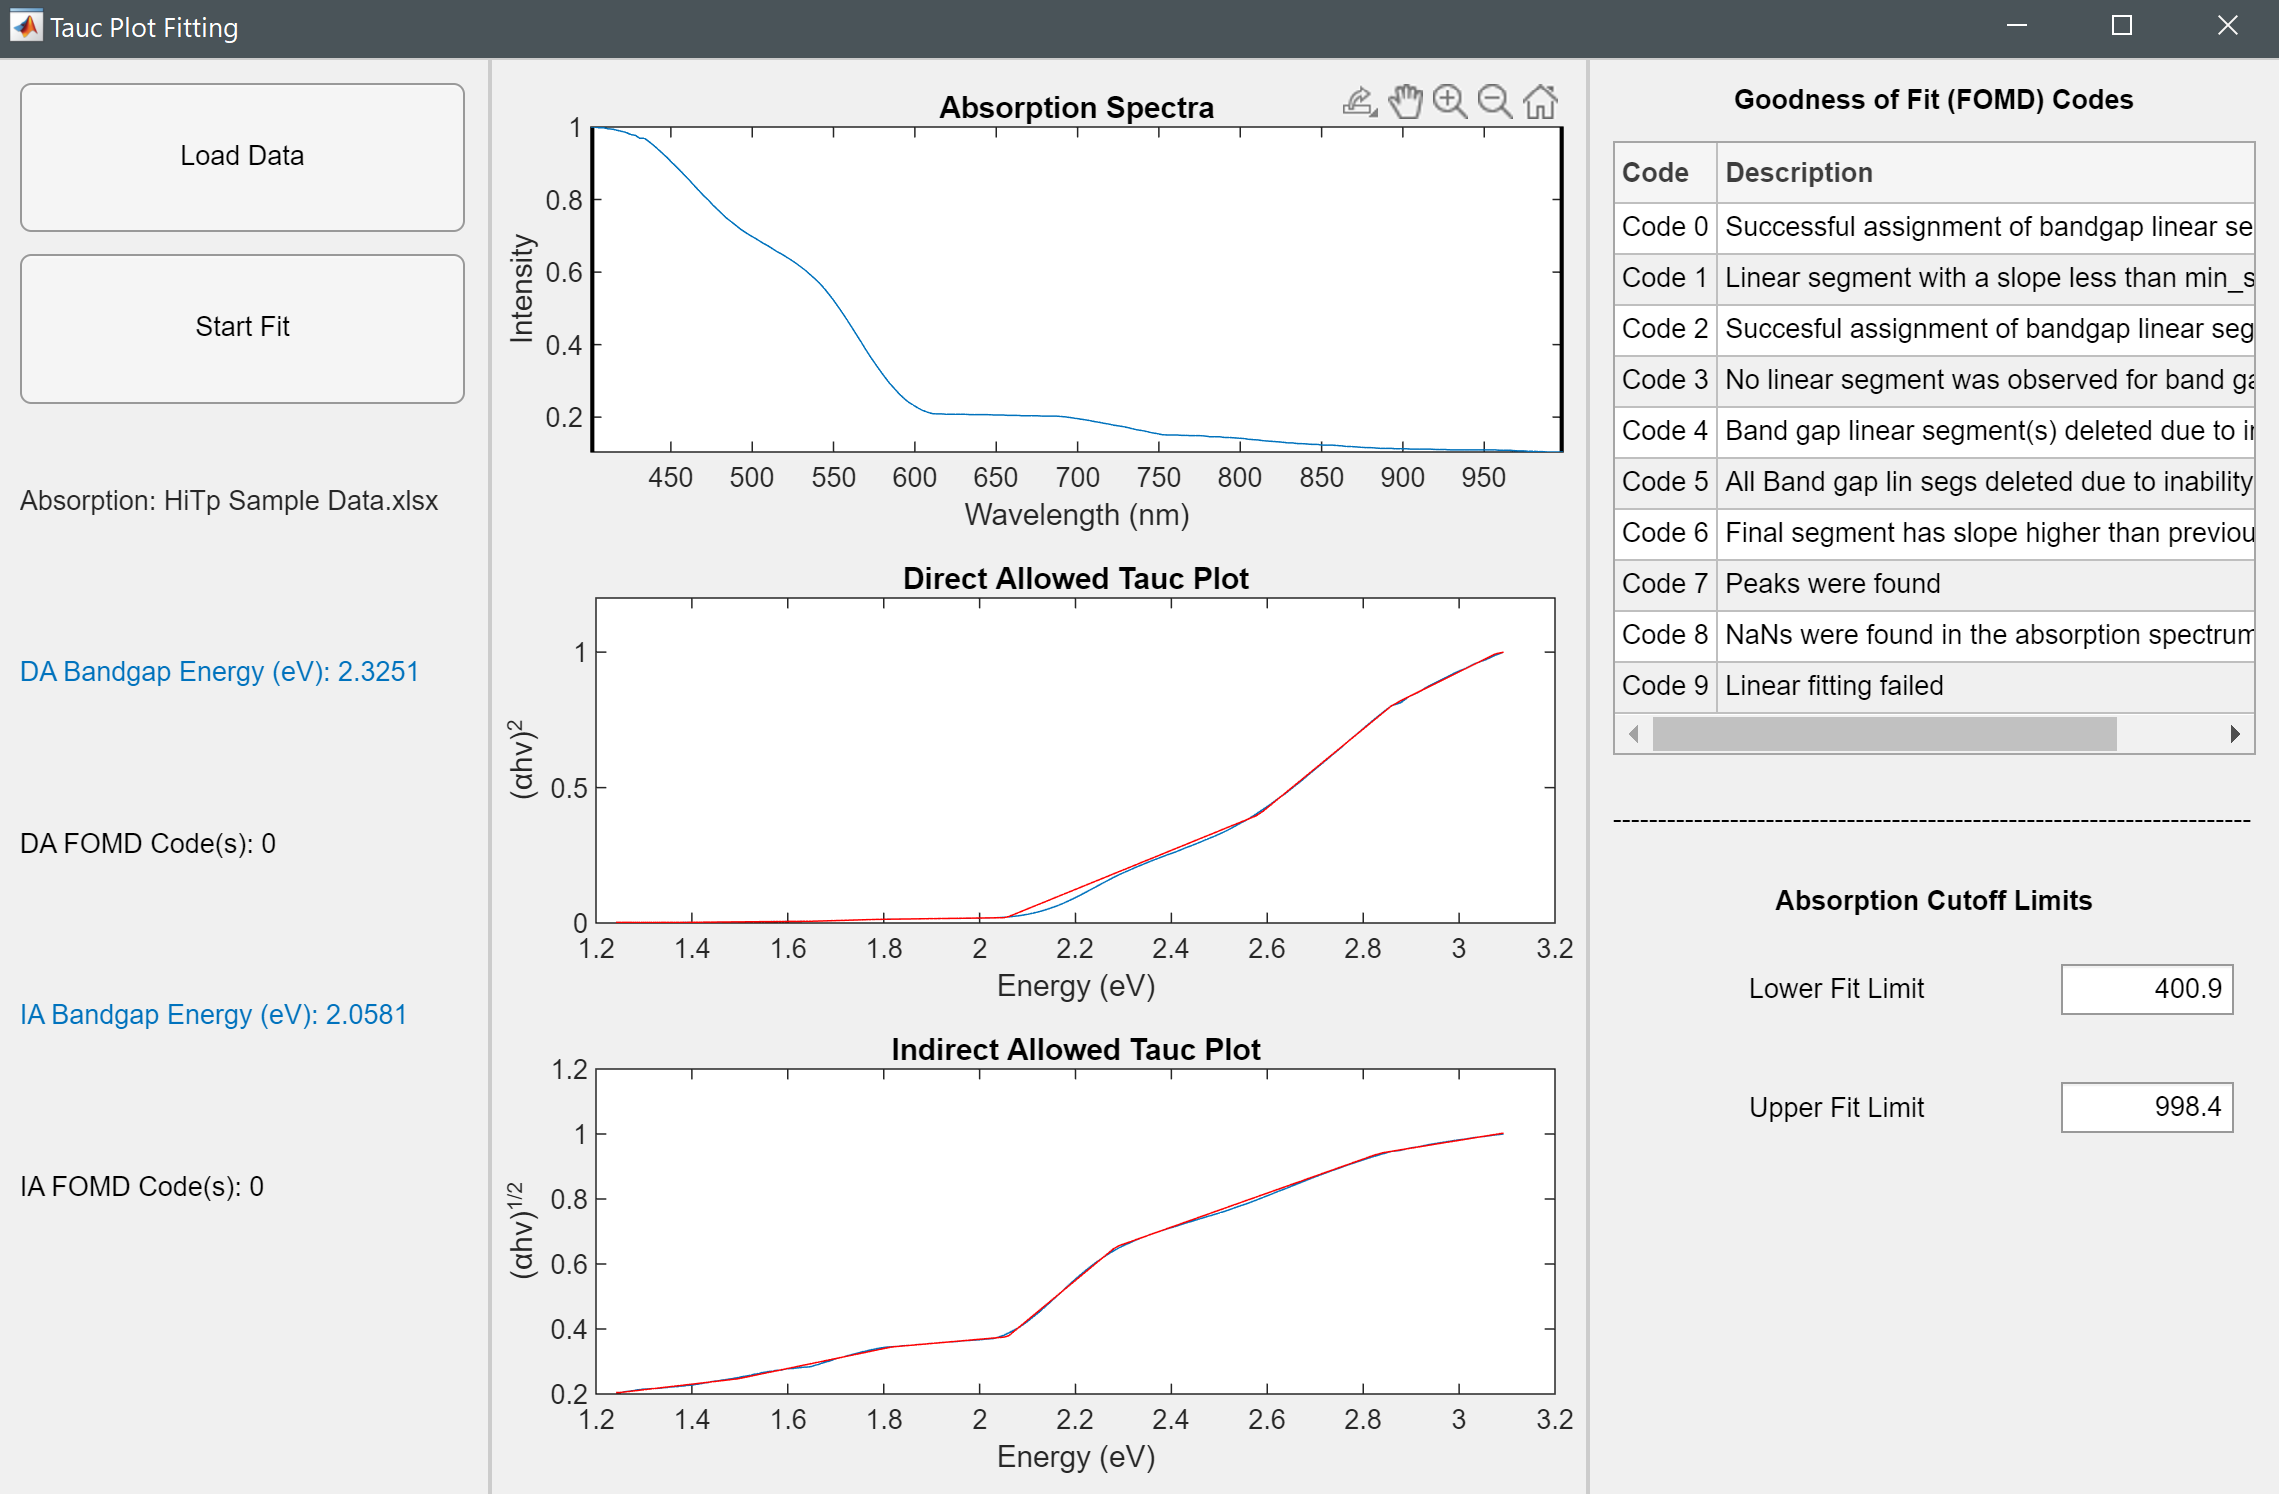 Tauc Plot Fitting
Load Data
Start Fit
Absorption: HiTp Sample Data.xlsx
DA Bandgap Energy (eV): 2.3251
DA FOMD Code(s): 0
IA Bandgap Energy (eV): 2.0581
IA FOMD Code(s): 0
Absorption Spectra
1
0.8
0.6
0.4
0.2
Intensity
450 500 550 600 650 700 750 800 850 900 950
Wavelength (nm)
Direct Allowed Tauc Plot
1
0.5
0
(αhν)²
1.2 1.4 1.6 1.8 2 2.2 2.4 2.6 2.8 3 3.2
Energy (eV)
Indirect Allowed Tauc Plot
1.2
1
0.8
0.6
0.4
0.2
(αhν)¹/²
1.2 1.4 1.6 1.8 2 2.2 2.4 2.6 2.8 3 3.2
Energy (eV)
Goodness of Fit (FOMD) Codes
Code Description
Code 0 Successful assignment of bandgap linear se
Code 1 Linear segment with a slope less than min_s
Code 2 Succesful assignment of bandgap linear seg
Code 3 No linear segment was observed for band ga
Code 4 Band gap linear segment(s) deleted due to i
Code 5 All Band gap lin segs deleted due to inability
Code 6 Final segment has slope higher than previou
Code 7 Peaks were found
Code 8 NaNs were found in the absorption spectrum
Code 9 Linear fitting failed
Absorption Cutoff Limits
Lower Fit Limit 400.9
Upper Fit Limit 998.4